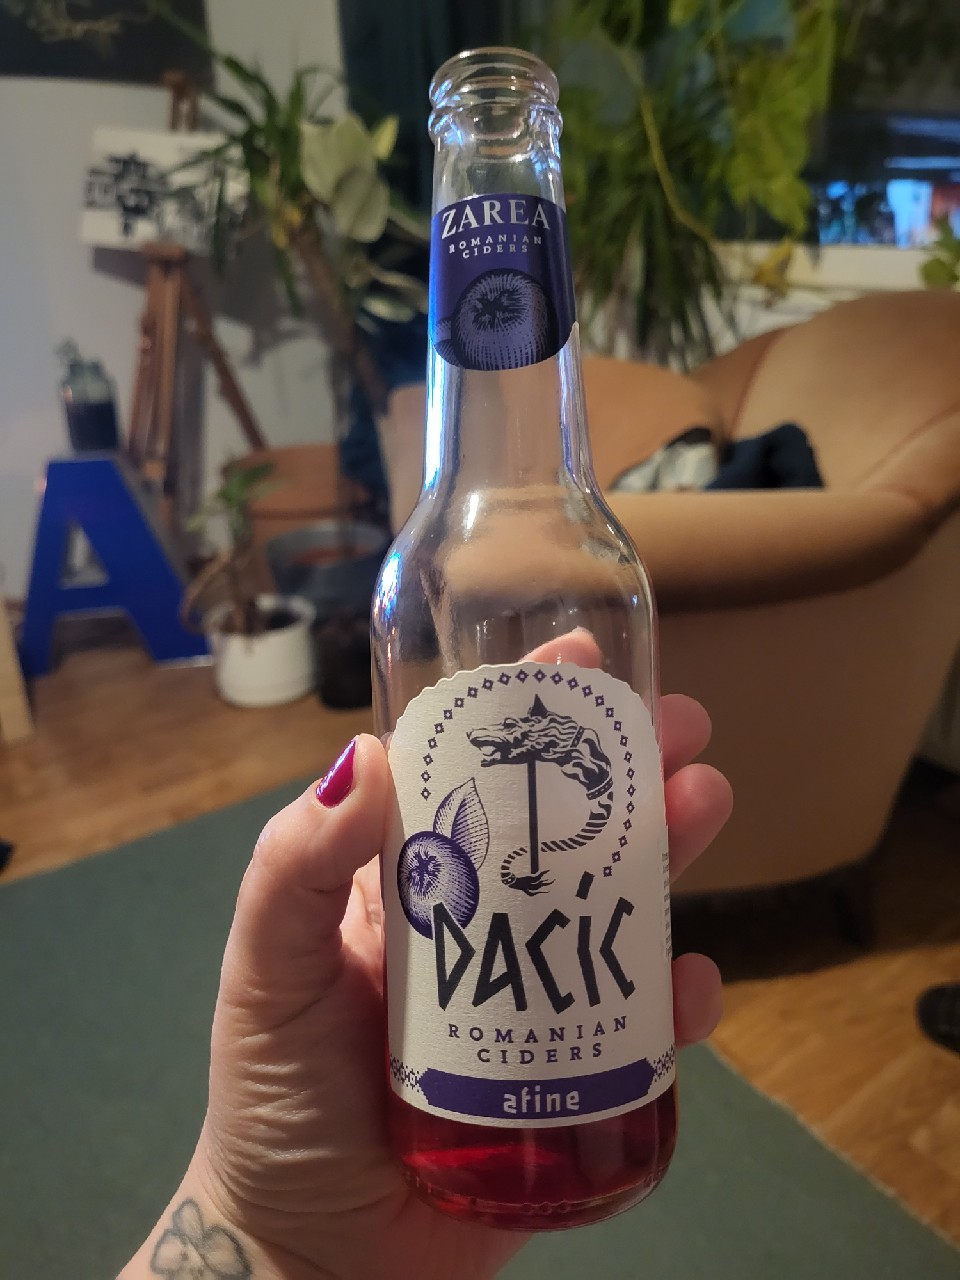 ZAREA
ROMANIAN
CIDERS
DACIC
ROMANIAN
CIDERS
afine
A